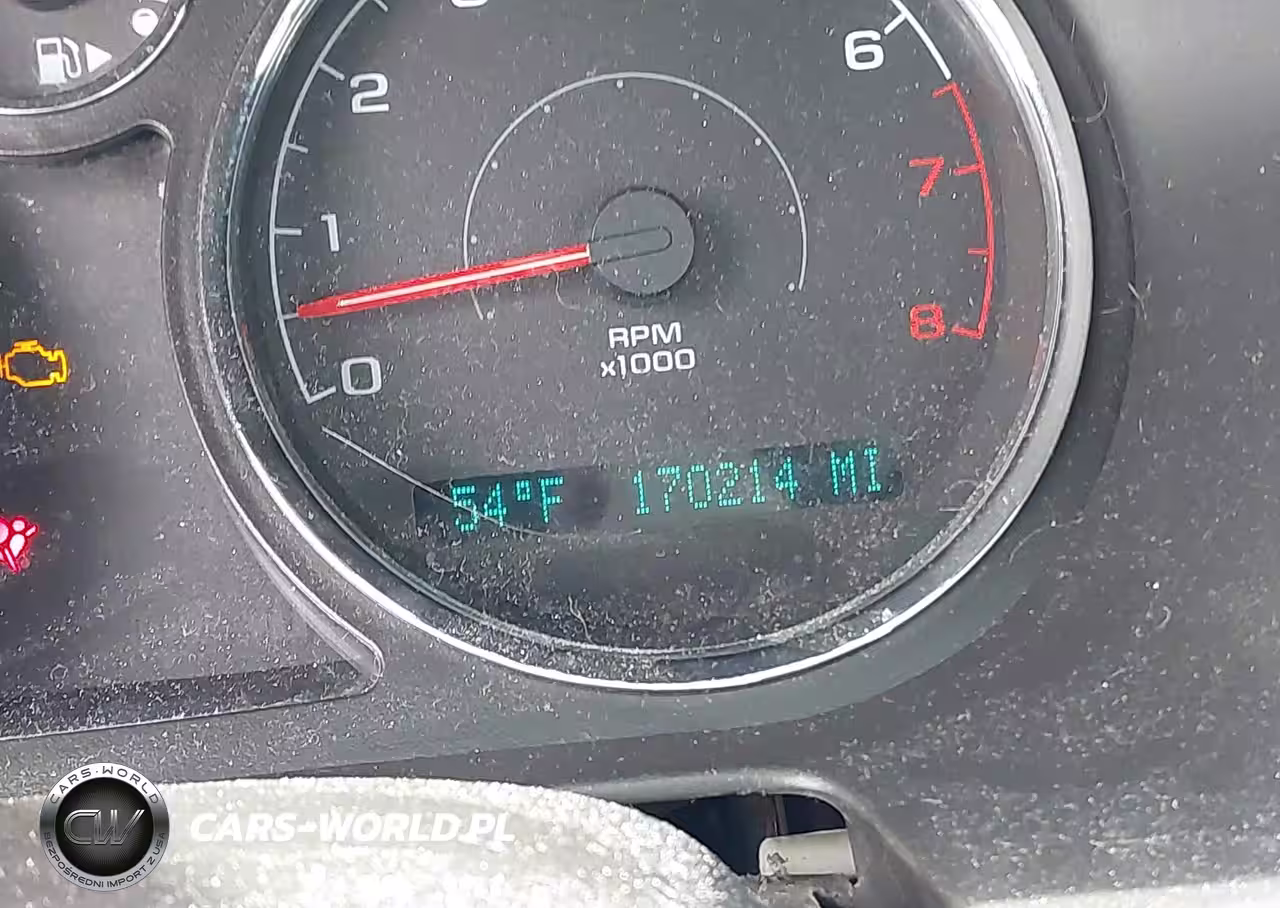 2
6
7
1
8
RPM
x1000
0
54°F 170214 MI
CARS-WORLD
CW
BEZPOŚREDNI IMPORT Z USA
CARS-WORLD.PL